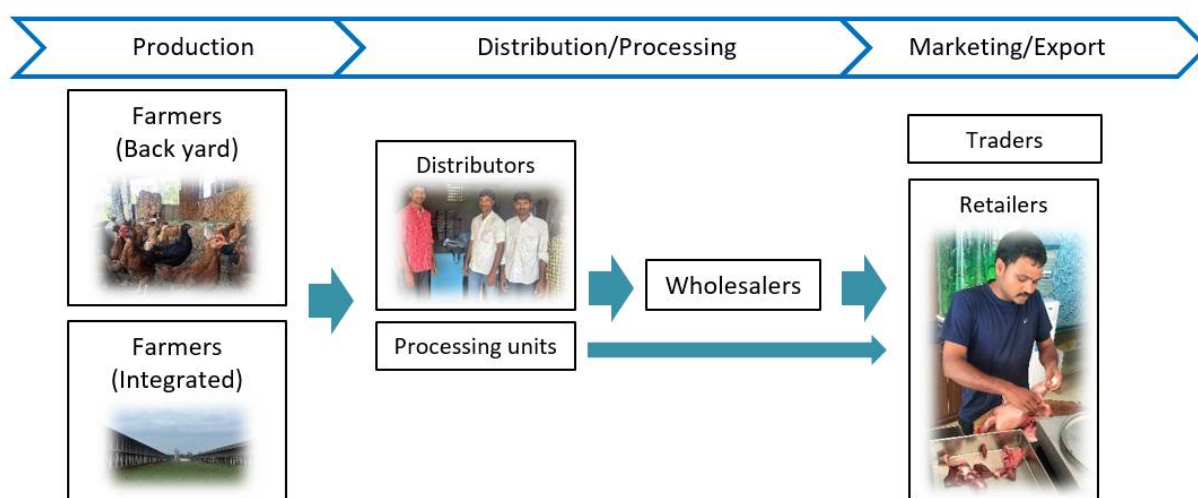 Production
Distribution/Processing
Marketing/Export
Farmers
(Back yard)
Farmers
(Integrated)
Distributors
Processing units
Wholesalers
Traders
Retailers